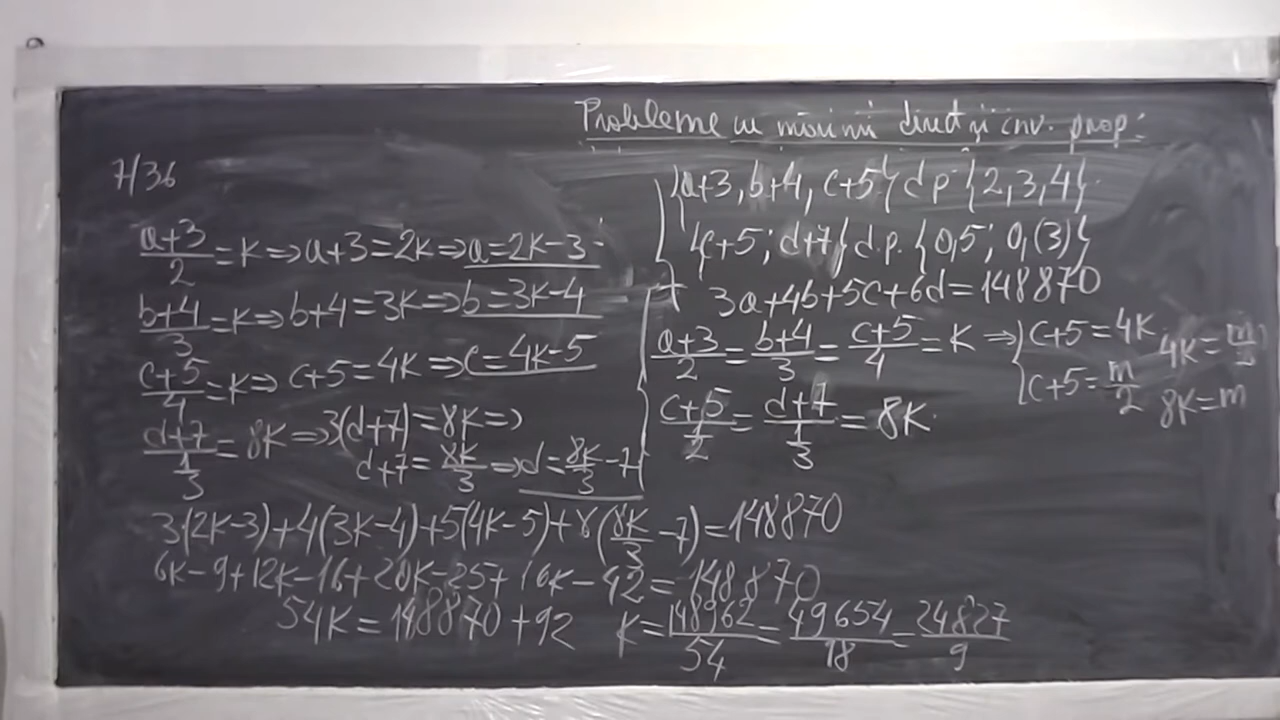 Probleme cu mărimi direct și inv. prop:
7/36
{a+3, b+4, c+5} d p {2, 3, 4}
{c+5; d+7} d.p. {0,5; 0,(3)}
3a+4b+5c+6d=148870
a+3/2=K⇒a+3=2K⇒a=2K-3
b+4/3=K⇒b+4=3K⇒b=3K-4
c+5/4=K⇒c+5=4K⇒c=4K-5
d+7/(1/3)=8K⇒3(d+7)=8K⇒
d+7=8K/3⇒d=8K/3-7
a+3/2=b+4/3=c+5/4=K⇒{c+5=4K
{c+5=m/2
4K=m/2
8K=m
c+5/(1/2)=d+7/(1/3)=8K
3(2K-3)+4(3K-4)+5(4K-5)+6(8K/3-7)=148870
6K-9+12K-16+20K-25+16K-42=148870
54K=148870+92
K=148962/54=49654/18=24827/9